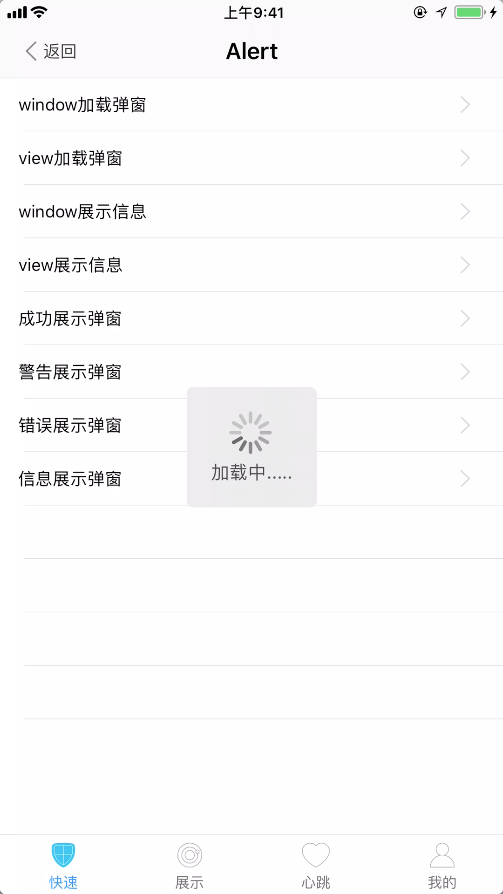 上午9:41
返回
Alert
window加载弹窗
view加载弹窗
window展示信息
view展示信息
成功展示弹窗
警告展示弹窗
错误展示弹窗
加载中.....
信息展示弹窗
快速
展示
心跳
我的